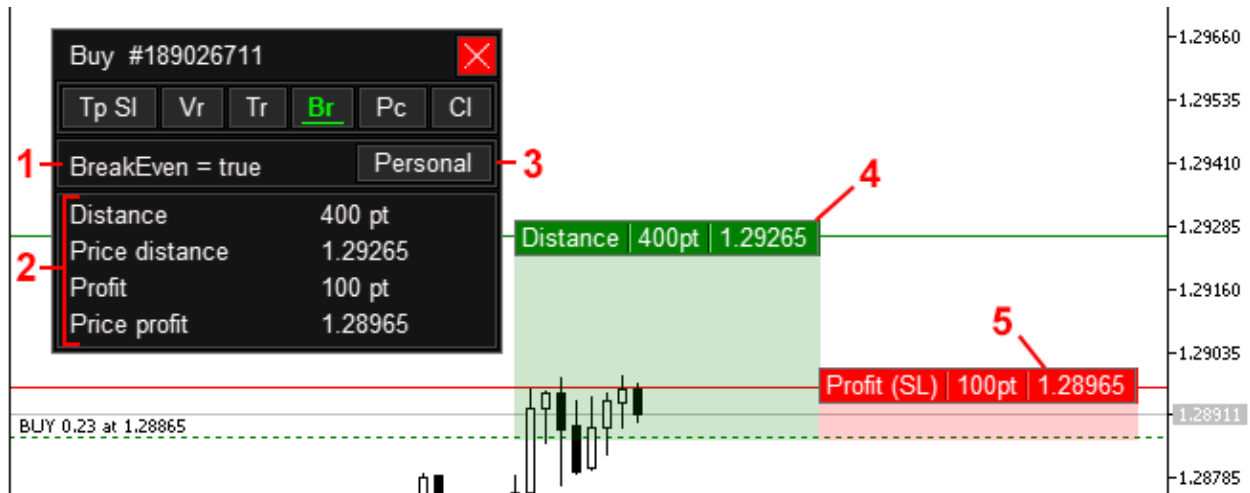 Buy #189026711
Tp Sl Vr Tr Br Pc Cl
1 BreakEven = true Personal 3
2
Distance 400 pt
Price distance 1.29265
Profit 100 pt
Price profit 1.28965
4
Distance 400pt 1.29265
5
Profit (SL) 100pt 1.28965
BUY 0.23 at 1.28865
1.29660
1.29535
1.29410
1.29285
1.29160
1.29035
1.28911
1.28785